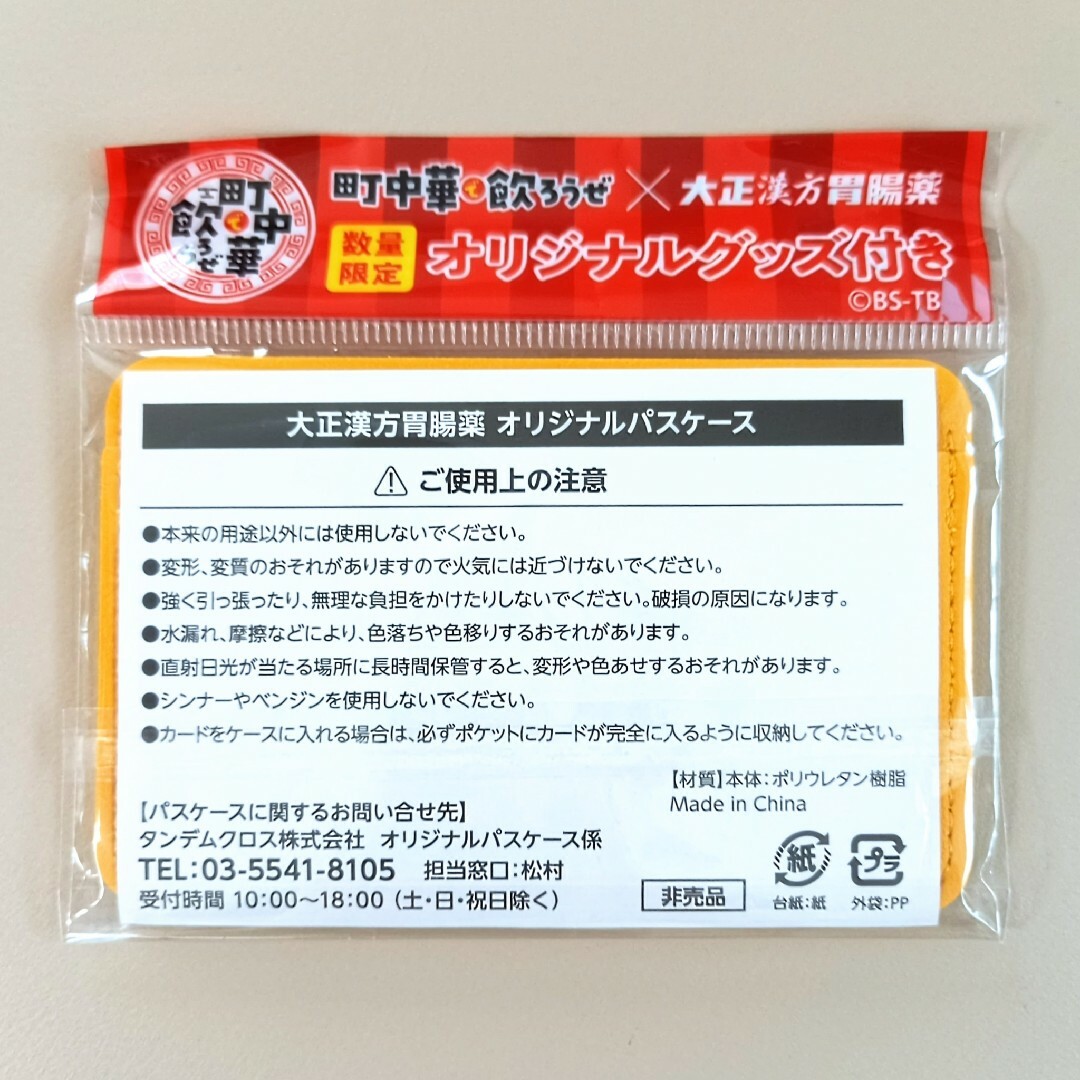 町中華で飲ろうぜ
町中華で飲ろうぜ×大正漢方胃腸薬
数量限定
オリジナルグッズ付き
©BS-TB
大正漢方胃腸薬 オリジナルパスケース
⚠ご使用上の注意
●本来の用途以外には使用しないでください。
●変形、変質のおそれがありますので火気には近づけないでください。
●強く引っ張ったり、無理な負担をかけたりしないでください。破損の原因になります。
●水濡れ、摩擦などにより、色落ちや色移りするおそれがあります。
●直射日光が当たる場所に長時間保管すると、変形や色あせするおそれがあります。
●シンナーやベンジンを使用しないでください。
●カードをケースに入れる場合は、必ずポケットにカードが完全に入るように収納してください。
【材質】本体:ポリウレタン樹脂
Made in China
【パスケースに関するお問い合せ先】
タンデムクロス株式会社 オリジナルパスケース係
TEL:03-5541-8105 担当窓口:松村
受付時間 10:00～18:00 (土・日・祝日除く)
非売品
紙
台紙:紙
プラ
外袋:PP